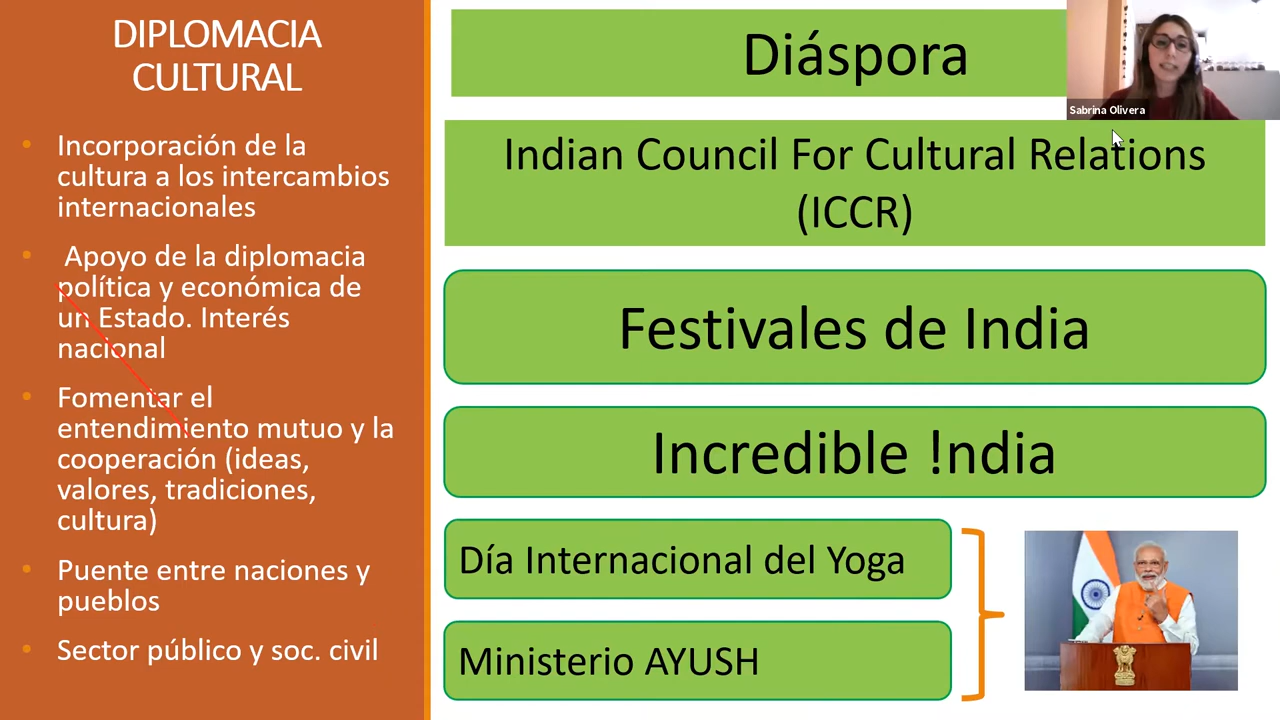 DIPLOMACIA
CULTURAL
Incorporación de la
cultura a los intercambios
internacionales
Apoyo de la diplomacia
política y económica de
un Estado. Interés
nacional
Fomentar el
entendimiento mutuo y la
cooperación (ideas,
valores, tradiciones,
cultura)
Puente entre naciones y
pueblos
Sector público y soc. civil
Diáspora
Sabrina Olivera
Indian Council For Cultural Relations
(ICCR)
Festivales de India
Incredible !ndia
Día Internacional del Yoga
Ministerio AYUSH